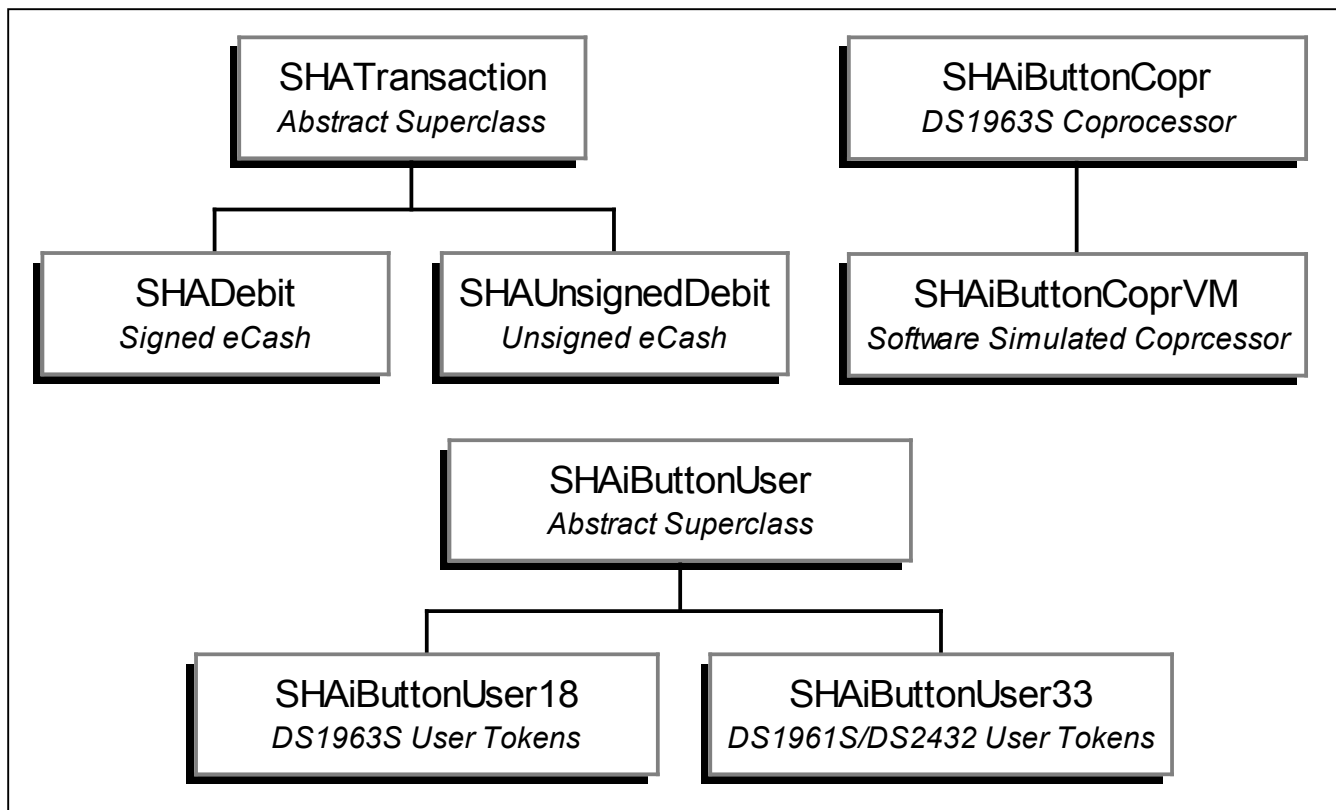 SHATransaction
Abstract Superclass
SHAiButtonCopr
DS1963S Coprocessor
SHADebit
Signed eCash
SHAUnsignedDebit
Unsigned eCash
SHAiButtonCoprVM
Software Simulated Coprcessor
SHAiButtonUser
Abstract Superclass
SHAiButtonUser18
DS1963S User Tokens
SHAiButtonUser33
DS1961S/DS2432 User Tokens